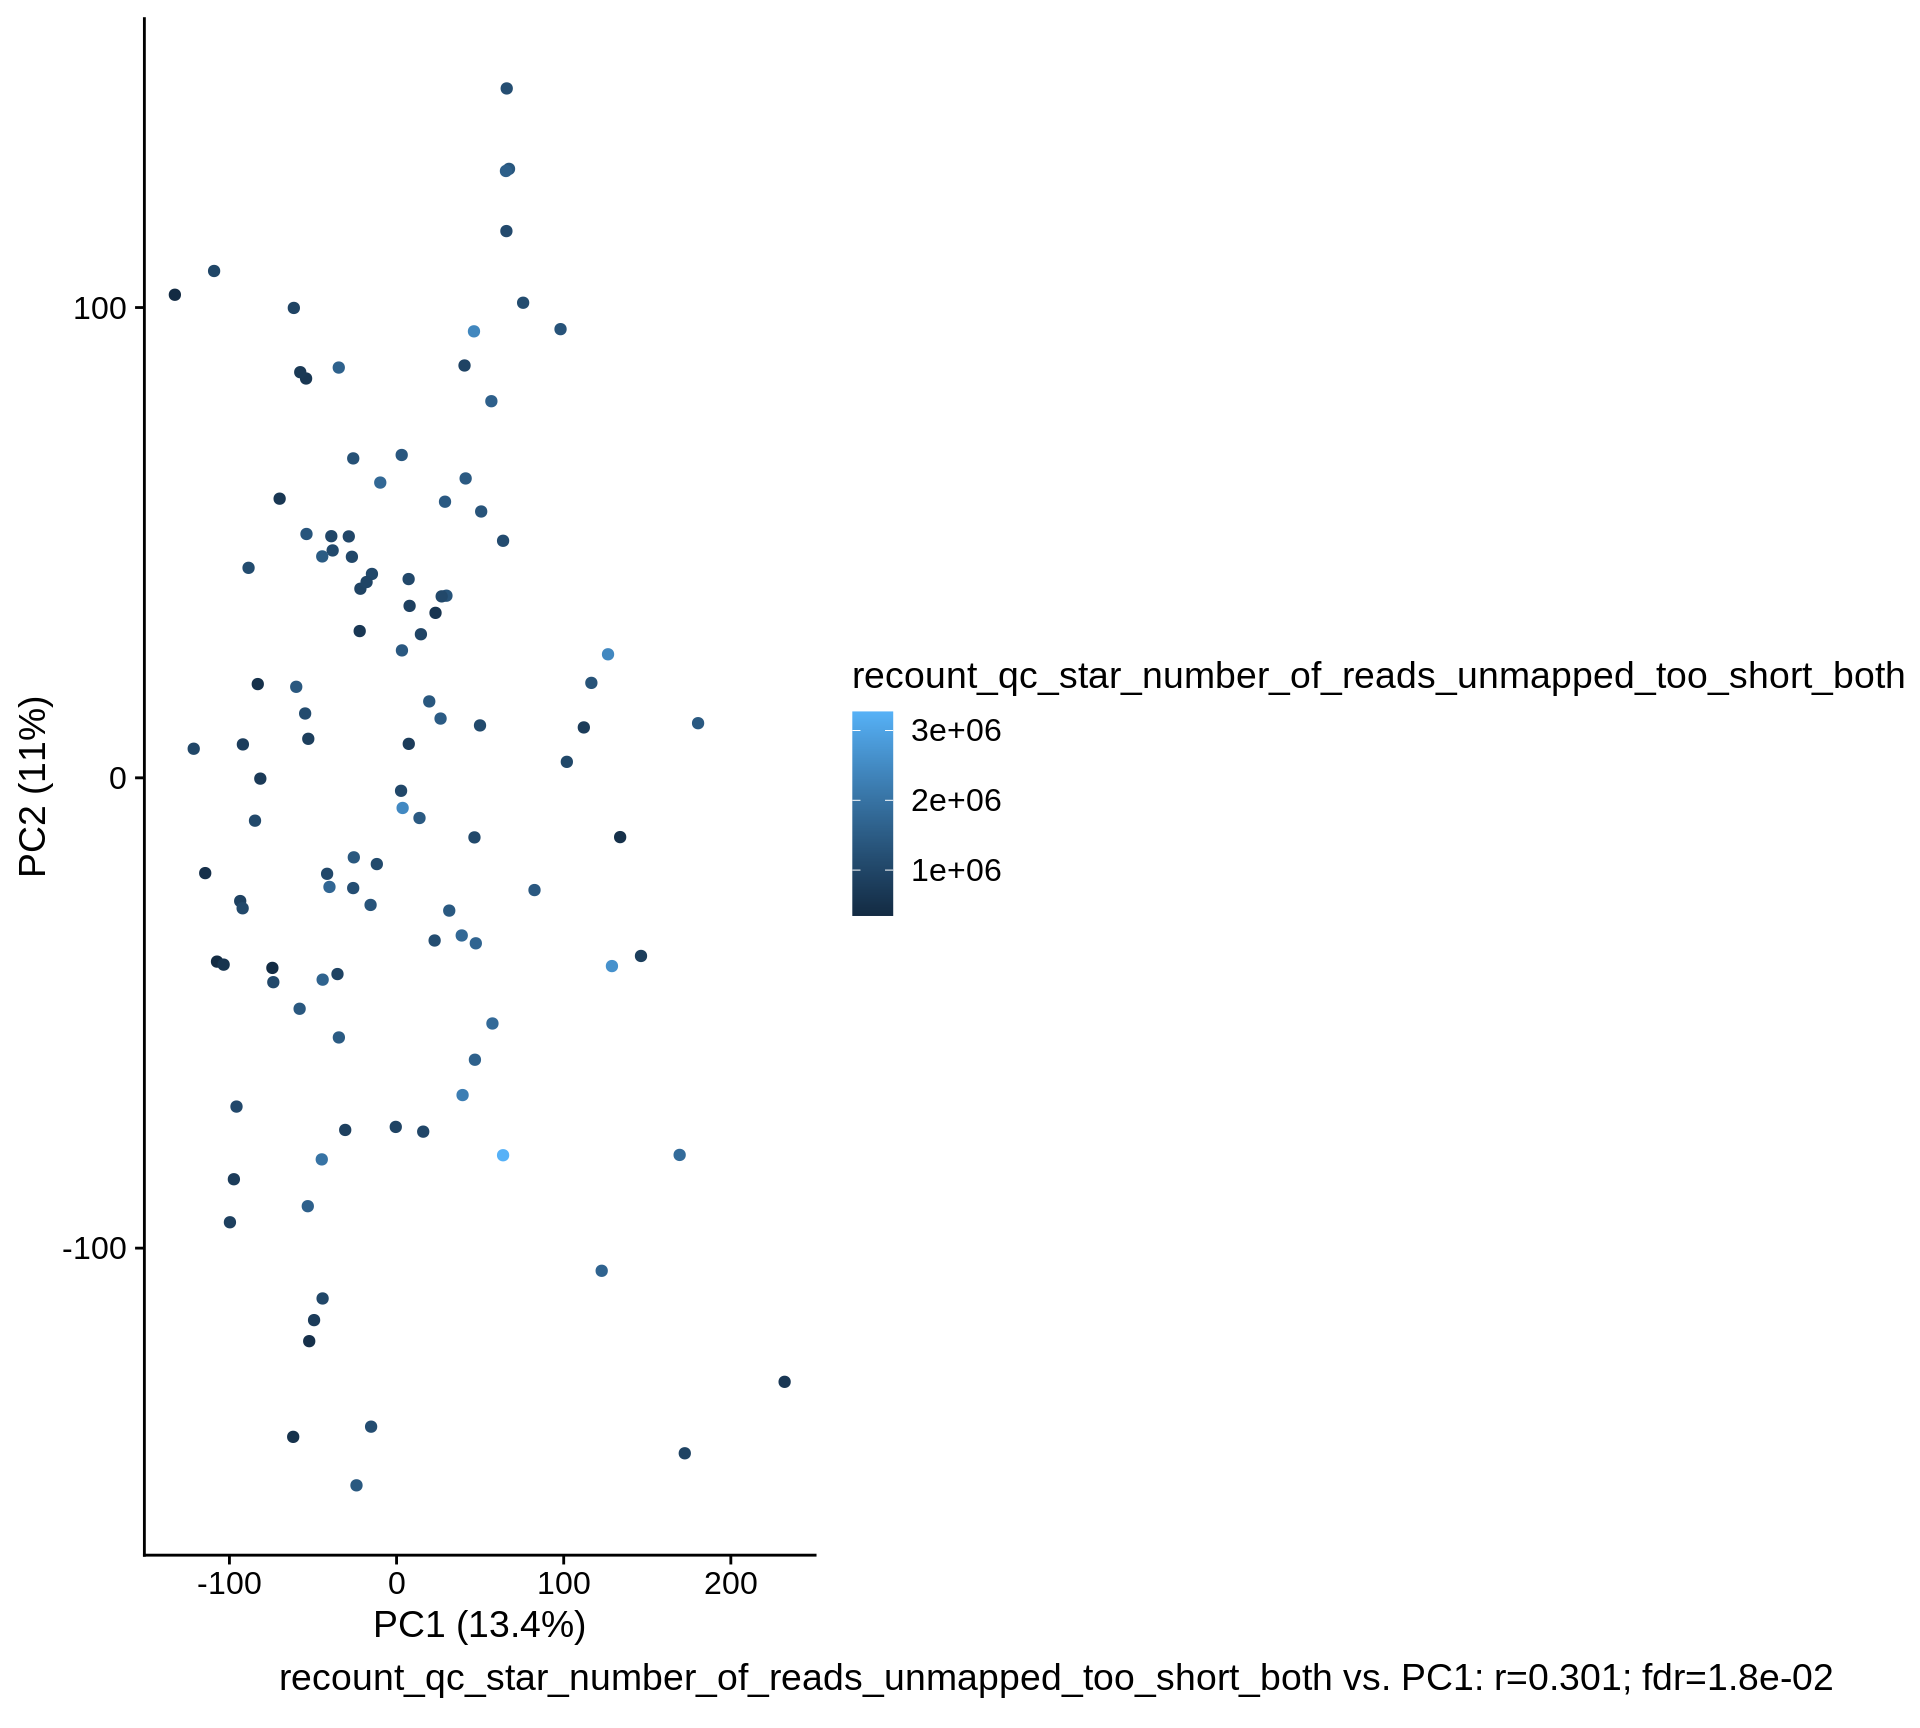 100
0
-100
PC2 (11%)
-100 0 100 200
PC1 (13.4%)
recount_qc_star_number_of_reads_unmapped_too_short_both
3e+06
2e+06
1e+06
recount_qc_star_number_of_reads_unmapped_too_short_both vs. PC1: r=0.301; fdr=1.8e-02